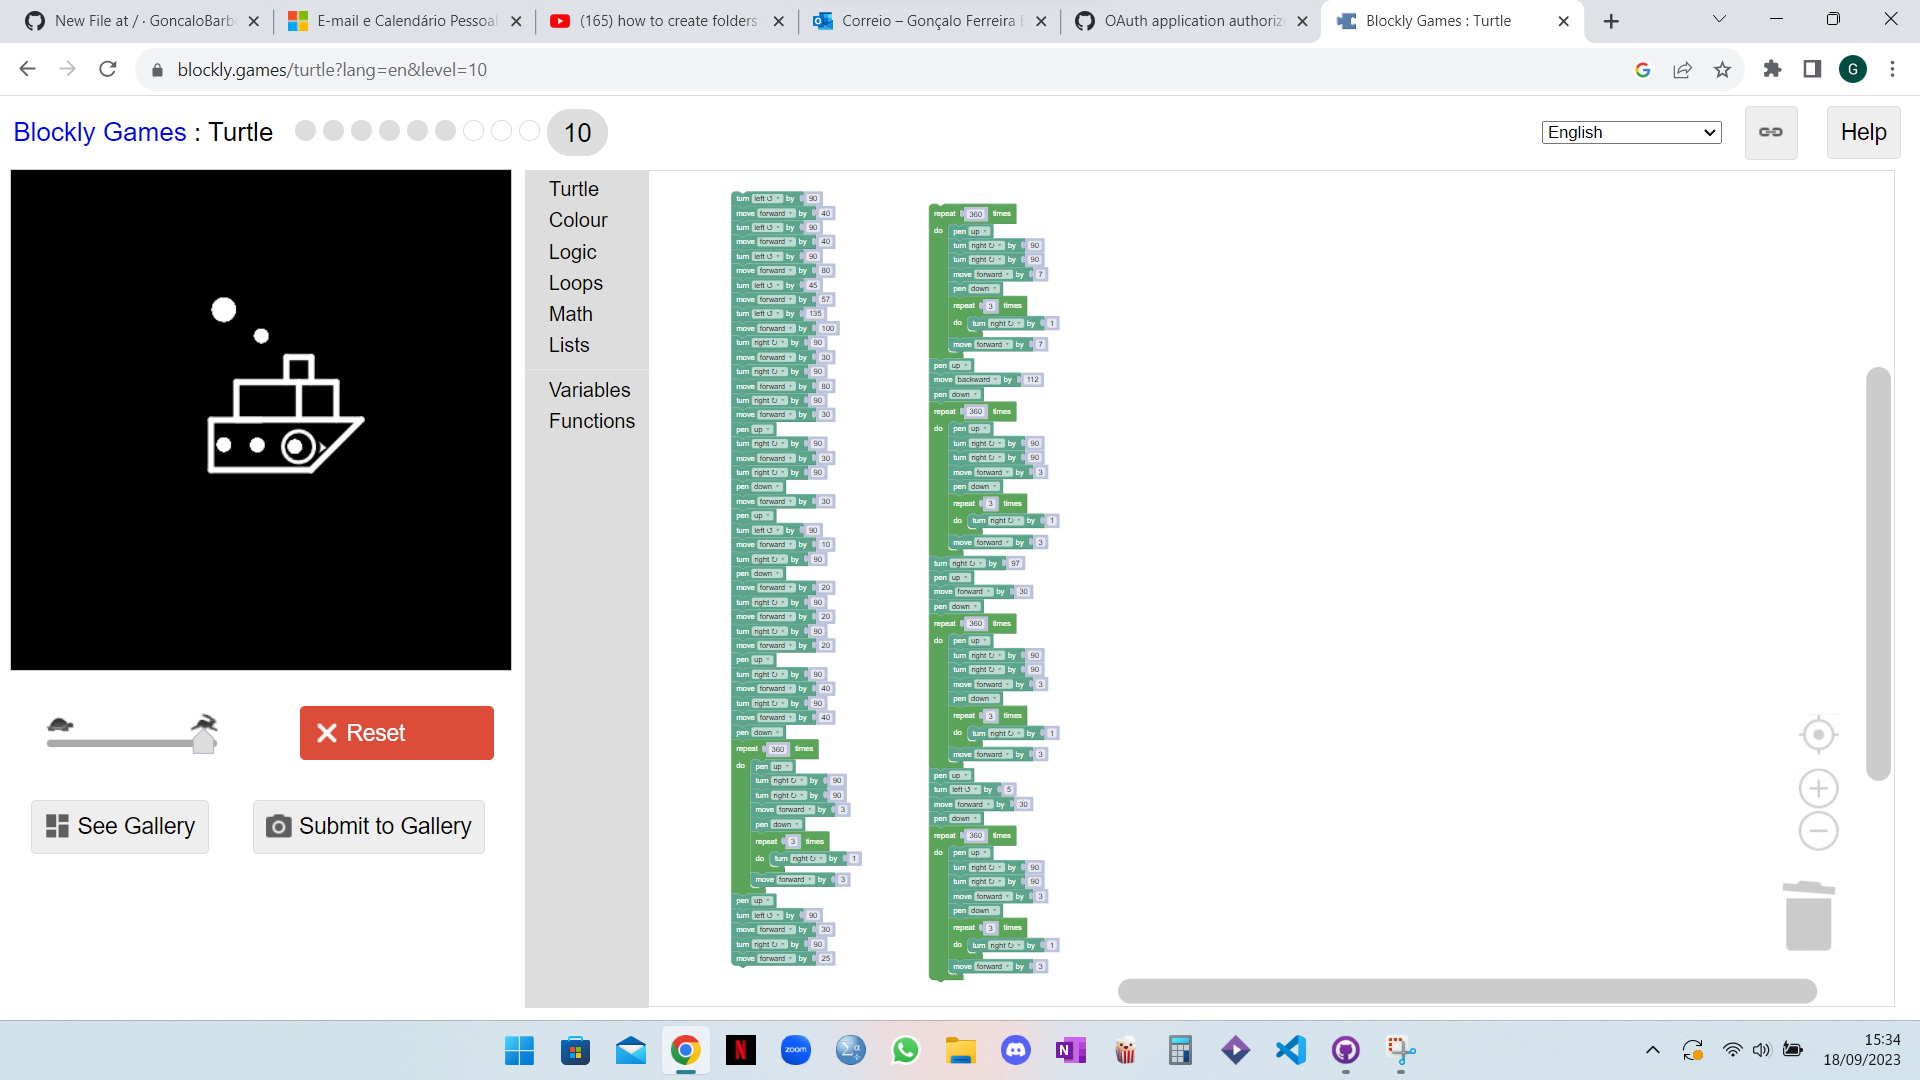 New File at / · GoncaloBarb
E-mail e Calendário Pessoal
(165) how to create folders
Correio – Gonçalo Ferreira
OAuth application authoriz
Blockly Games : Turtle
blockly.games/turtle?lang=en&level=10
G
Blockly Games : Turtle
10
English
Help
Turtle
Colour
Logic
Loops
Math
Lists
Variables
Functions
turn left ↺ by 90
move forward by 40
turn left ↺ by 90
move forward by 40
turn left ↺ by 90
move forward by 80
turn left ↺ by 45
move forward by 57
turn left ↺ by 135
move forward by 100
turn right ↻ by 90
move forward by 30
turn right ↻ by 90
move forward by 80
turn right ↻ by 90
move forward by 30
pen up
turn right ↻ by 90
move forward by 30
turn right ↻ by 90
pen down
move forward by 30
pen up
turn left ↺ by 90
move forward by 10
turn right ↻ by 90
pen down
move forward by 20
turn right ↻ by 90
move forward by 20
turn right ↻ by 90
move forward by 20
pen up
turn right ↻ by 90
move forward by 40
turn right ↻ by 90
move forward by 40
pen down
repeat 360 times
do pen up
turn right ↻ by 90
turn right ↻ by 90
move forward by 3
pen down
repeat 3 times
do turn right ↻ by 1
move forward by 3
pen up
turn left ↺ by 90
move forward by 30
turn right ↻ by 90
move forward by 25
repeat 360 times
do pen up
turn right ↻ by 90
turn right ↻ by 90
move forward by 7
pen down
repeat 3 times
do turn right ↻ by 1
move forward by 7
pen up
move backward by 112
pen down
repeat 360 times
do pen up
turn right ↻ by 90
turn right ↻ by 90
move forward by 3
pen down
repeat 3 times
do turn right ↻ by 1
move forward by 3
turn right ↻ by 97
pen up
move forward by 30
pen down
repeat 360 times
do pen up
turn right ↻ by 90
turn right ↻ by 90
move forward by 3
pen down
repeat 3 times
do turn right ↻ by 1
move forward by 3
pen up
turn left ↺ by 5
move forward by 30
pen down
repeat 360 times
do pen up
turn right ↻ by 90
turn right ↻ by 90
move forward by 3
pen down
repeat 3 times
do turn right ↻ by 1
move forward by 3
Reset
See Gallery
Submit to Gallery
zoom
15:34
18/09/2023